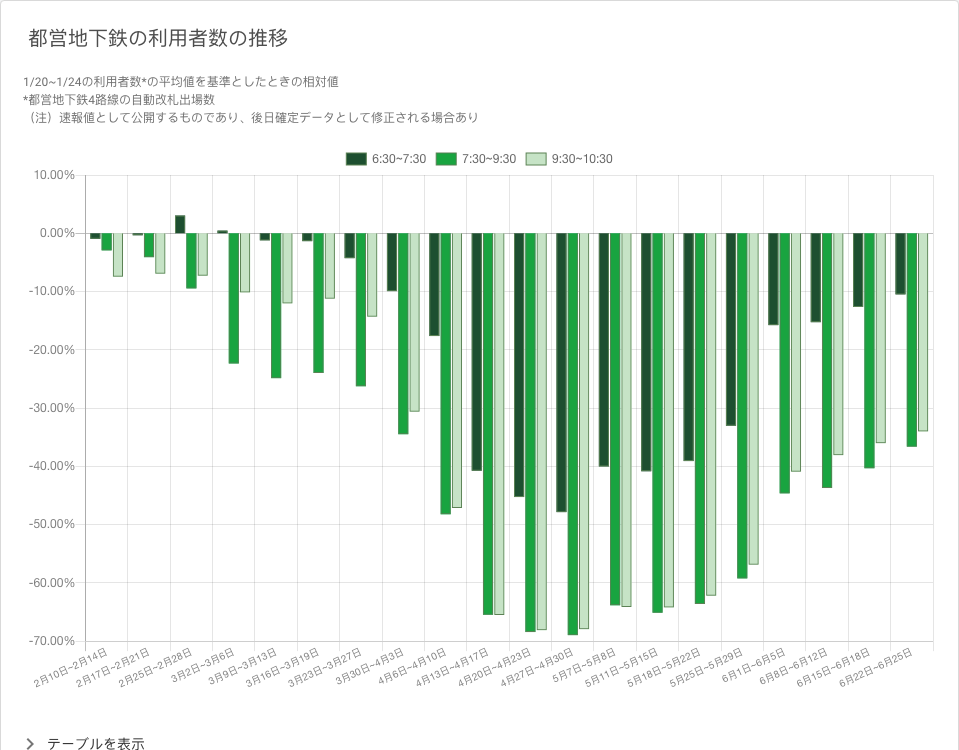 都営地下鉄の利用者数の推移
1/20~1/24の利用者数*の平均値を基準としたときの相対値
*都営地下鉄4路線の自動改札出場数
（注）速報値として公開するものであり、後日確定データとして修正される場合あり
6:30~7:30 7:30~9:30 9:30~10:30
10.00%
0.00%
-10.00%
-20.00%
-30.00%
-40.00%
-50.00%
-60.00%
-70.00%
2月10日~2月14日
2月17日~2月21日
2月25日~2月28日
3月2日~3月6日
3月9日~3月13日
3月16日~3月19日
3月23日~3月27日
3月30日~4月3日
4月6日~4月10日
4月13日~4月17日
4月20日~4月23日
4月27日~4月30日
5月7日~5月8日
5月11日~5月15日
5月18日~5月22日
5月25日~5月29日
6月1日~6月5日
6月8日~6月12日
6月15日~6月18日
6月22日~6月25日
テーブルを表示